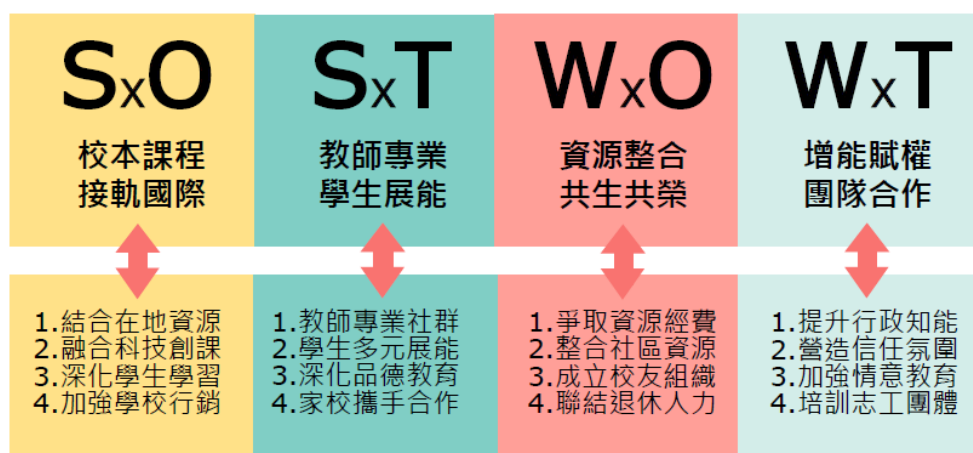 SxO
校本課程
接軌國際
SxT
教師專業
學生展能
WxO
資源整合
共生共榮
WxT
增能賦權
團隊合作
1.結合在地資源
2.融合科技創課
3.深化學生學習
4.加強學校行銷
1.教師專業社群
2.學生多元展能
3.深化品德教育
4.家校攜手合作
1.爭取資源經費
2.整合社區資源
3.成立校友組織
4.聯結退休人力
1.提升行政知能
2.營造信任氛圍
3.加強情意教育
4.培訓志工團體